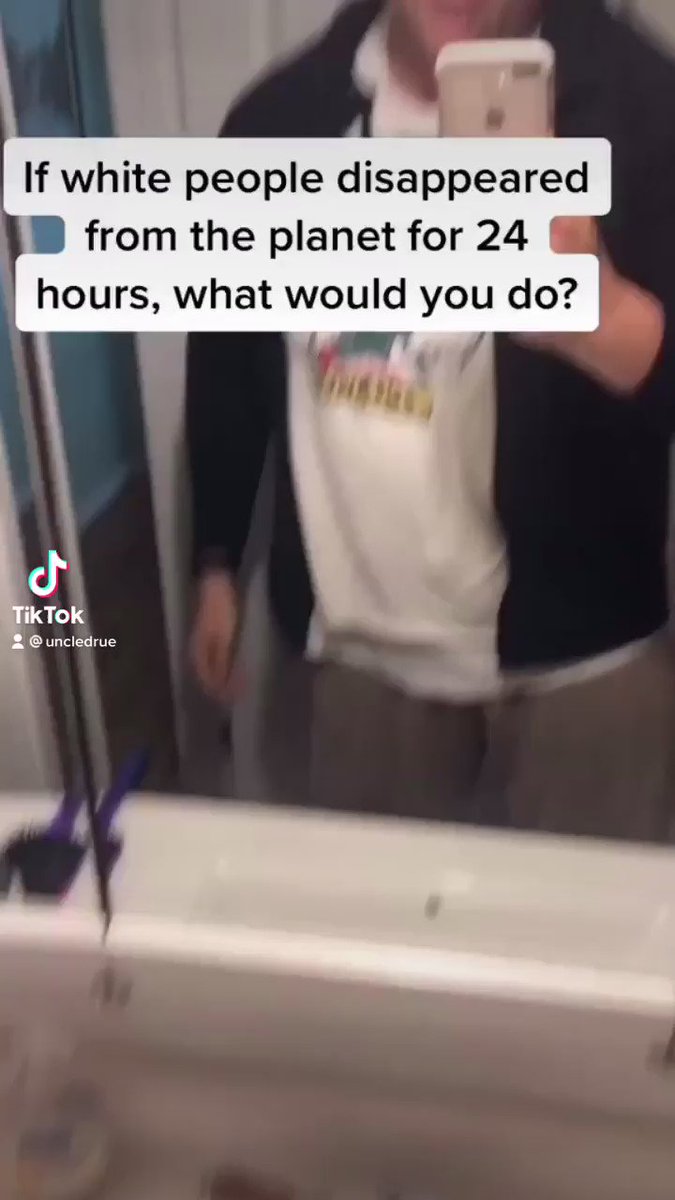 If white people disappeared
from the planet for 24
hours, what would you do?
TikTok
@uncledrue